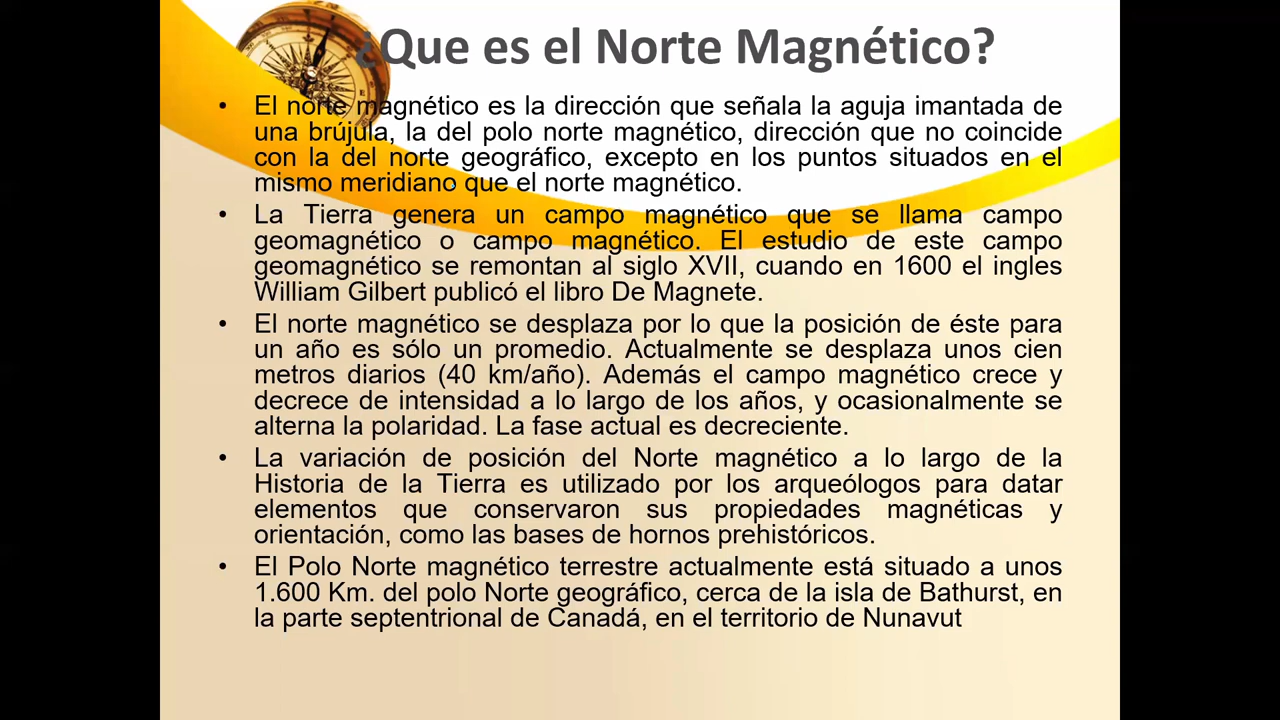 ¿Que es el Norte Magnético?
• El norte magnético es la dirección que señala la aguja imantada de
una brújula, la del polo norte magnético, dirección que no coincide
con la del norte geográfico, excepto en los puntos situados en el
mismo meridiano que el norte magnético.
• La Tierra genera un campo magnético que se llama campo
geomagnético o campo magnético. El estudio de este campo
geomagnético se remontan al siglo XVII, cuando en 1600 el ingles
William Gilbert publicó el libro De Magnete.
• El norte magnético se desplaza por lo que la posición de éste para
un año es sólo un promedio. Actualmente se desplaza unos cien
metros diarios (40 km/año). Además el campo magnético crece y
decrece de intensidad a lo largo de los años, y ocasionalmente se
alterna la polaridad. La fase actual es decreciente.
• La variación de posición del Norte magnético a lo largo de la
Historia de la Tierra es utilizado por los arqueólogos para datar
elementos que conservaron sus propiedades magnéticas y
orientación, como las bases de hornos prehistóricos.
• El Polo Norte magnético terrestre actualmente está situado a unos
1.600 Km. del polo Norte geográfico, cerca de la isla de Bathurst, en
la parte septentrional de Canadá, en el territorio de Nunavut